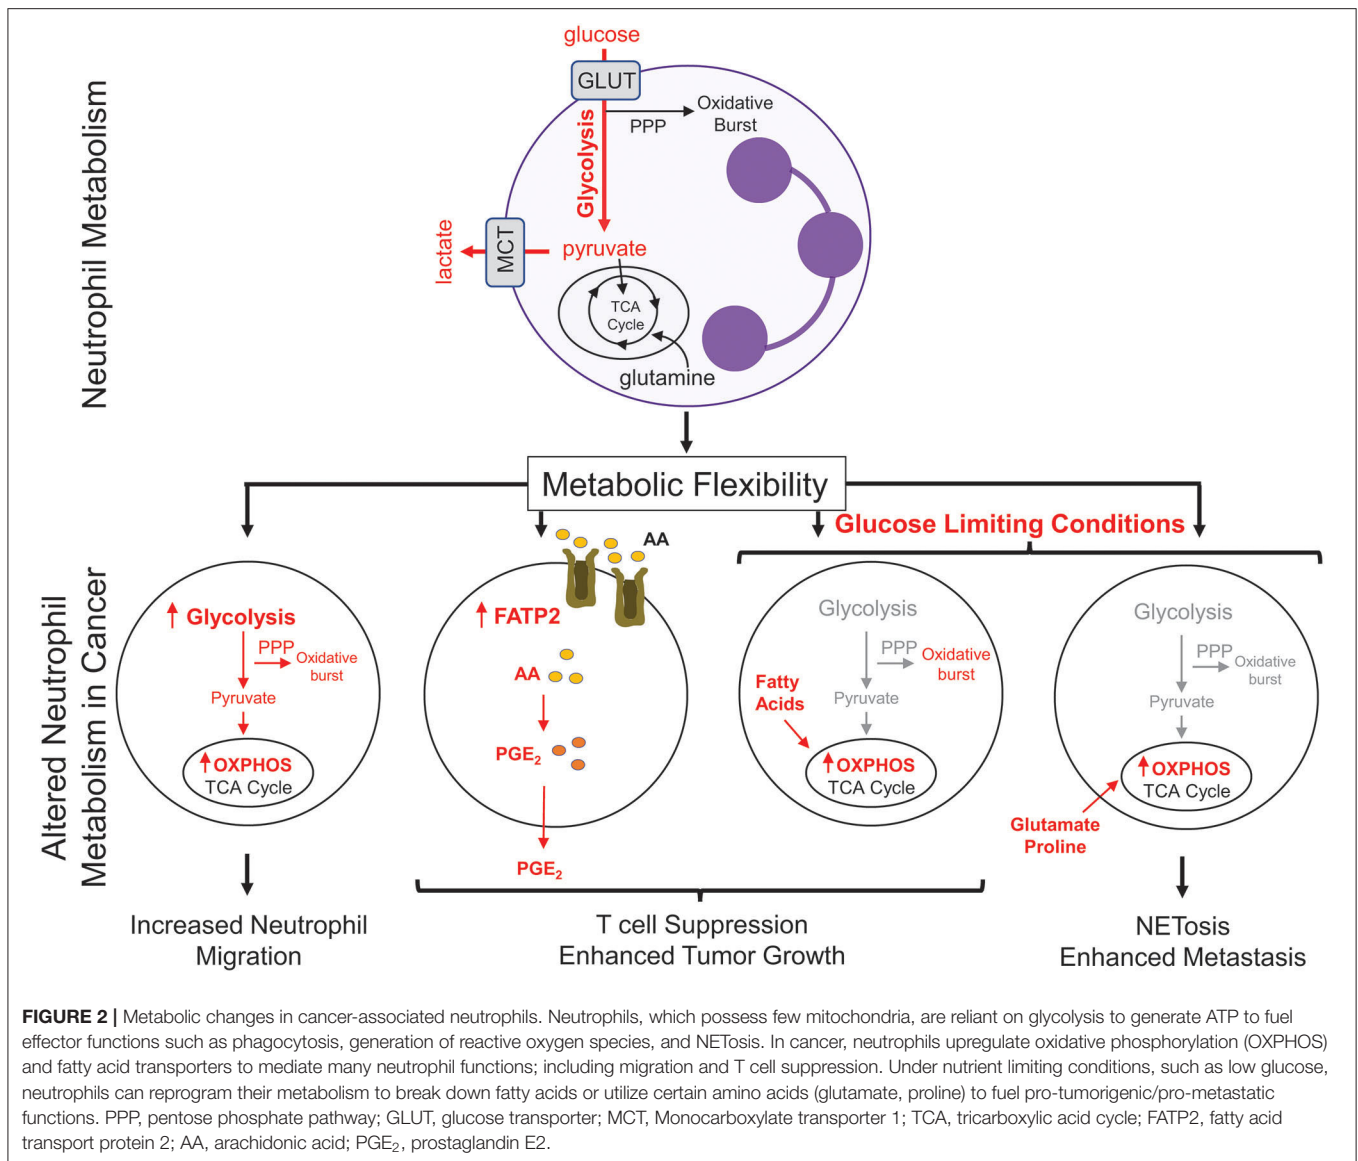 Neutrophil Metabolism
glucose
GLUT
Oxidative
Burst
PPP
Glycolysis
lactate
MCT
pyruvate
TCA
Cycle
glutamine
Metabolic Flexibility
Glucose Limiting Conditions
Altered Neutrophil
Metabolism in Cancer
Glycolysis
PPP
Oxidative
burst
Pyruvate
OXPHOS
TCA Cycle
AA
FATP2
AA
PGE₂
PGE₂
Glycolysis
PPP
Oxidative
burst
Fatty
Acids
Pyruvate
OXPHOS
TCA Cycle
Glycolysis
PPP
Oxidative
burst
Pyruvate
OXPHOS
TCA Cycle
Glutamate
Proline
Increased Neutrophil
Migration
T cell Suppression
Enhanced Tumor Growth
NETosis
Enhanced Metastasis
FIGURE 2 | Metabolic changes in cancer-associated neutrophils. Neutrophils, which possess few mitochondria, are reliant on glycolysis to generate ATP to fuel
effector functions such as phagocytosis, generation of reactive oxygen species, and NETosis. In cancer, neutrophils upregulate oxidative phosphorylation (OXPHOS)
and fatty acid transporters to mediate many neutrophil functions; including migration and T cell suppression. Under nutrient limiting conditions, such as low glucose,
neutrophils can reprogram their metabolism to break down fatty acids or utilize certain amino acids (glutamate, proline) to fuel pro-tumorigenic/pro-metastatic
functions. PPP, pentose phosphate pathway; GLUT, glucose transporter; MCT, Monocarboxylate transporter 1; TCA, tricarboxylic acid cycle; FATP2, fatty acid
transport protein 2; AA, arachidonic acid; PGE₂, prostaglandin E2.